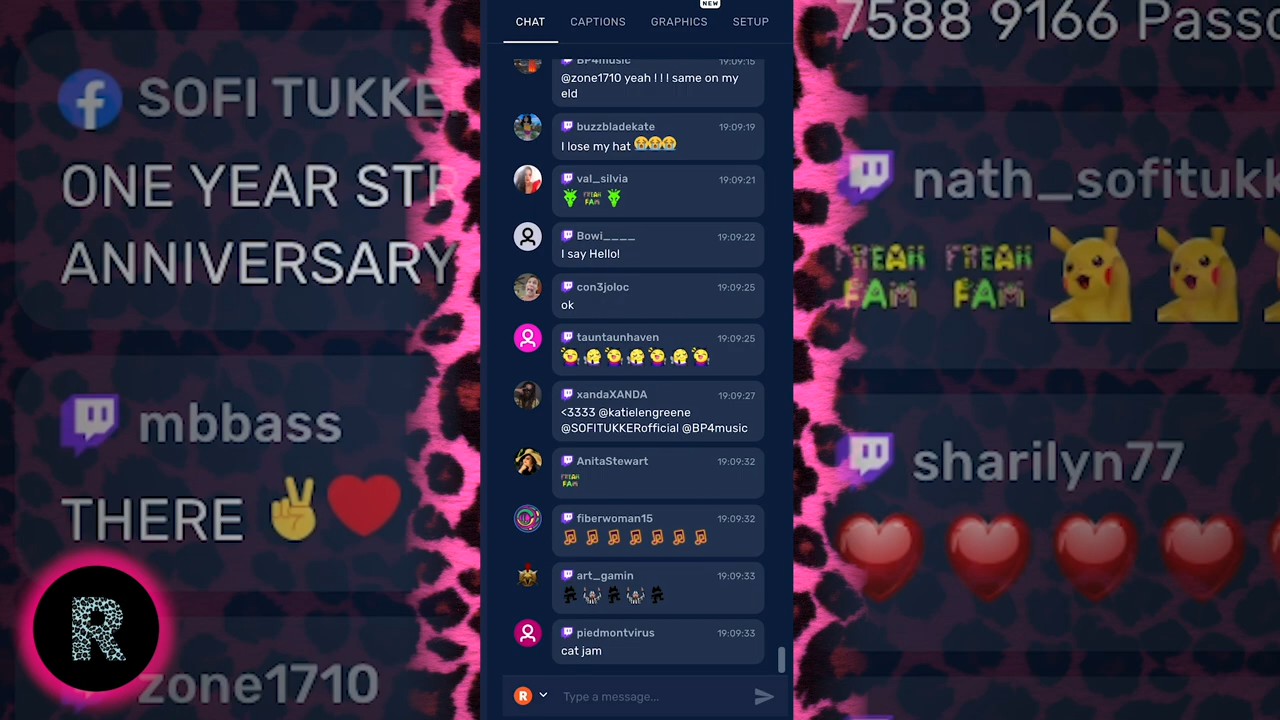 SOFI TUKKE
ONE YEAR STR
ANNIVERSARY
mbbass
THERE
zone1710
R
CHAT
CAPTIONS
NEW
GRAPHICS
SETUP
BP4music 19:09:15
@zone1710 yeah ! ! ! same on my
eld
buzzbladekate 19:09:19
I lose my hat
val_silvia 19:09:21
FREAK
FAM
Bowi____ 19:09:22
I say Hello!
con3joloc 19:09:25
ok
tauntaunhaven 19:09:25
xandaXANDA 19:09:27
<3333 @katielengreene
@SOFITUKKERofficial @BP4music
AnitaStewart 19:09:32
FREAK
FAM
fiberwoman15 19:09:32
art_gamin 19:09:33
piedmontvirus 19:09:33
cat jam
R
Type a message...
7588 9166 Passc
nath_sofitukk
FREAK FREAK
FAM FAM
sharilyn77